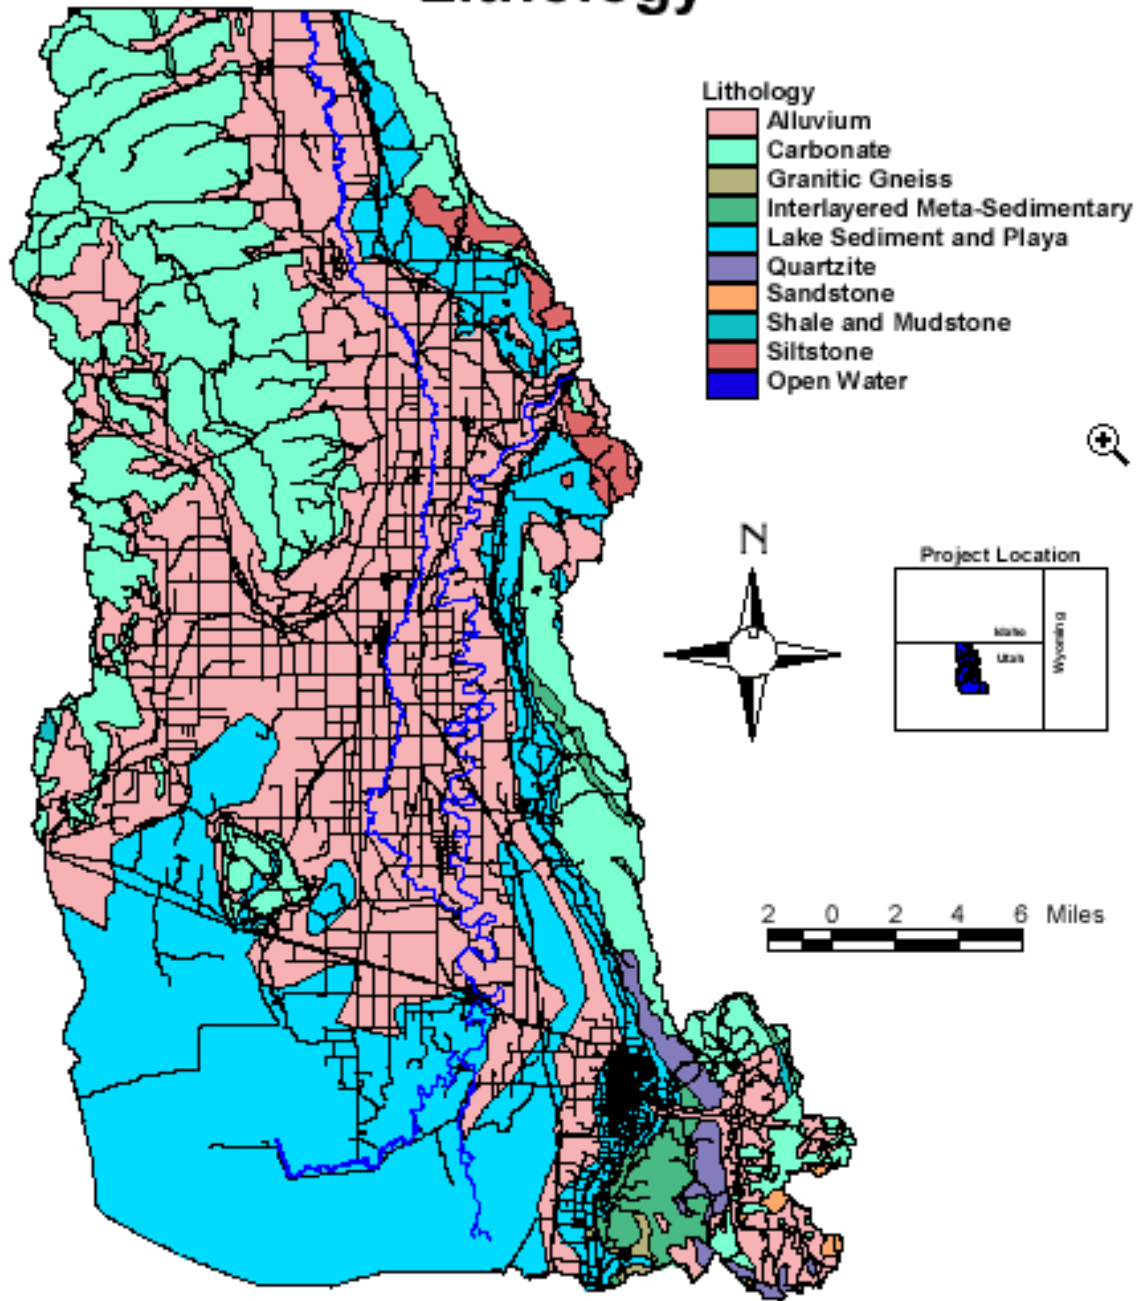 Lithology
Lithology
Alluvium
Carbonate
Granitic Gneiss
Interlayered Meta-Sedimentary
Lake Sediment and Playa
Quartzite
Sandstone
Shale and Mudstone
Siltstone
Open Water
N
Project Location
Idaho
Utah
Wyoming
2 0 2 4 6 Miles